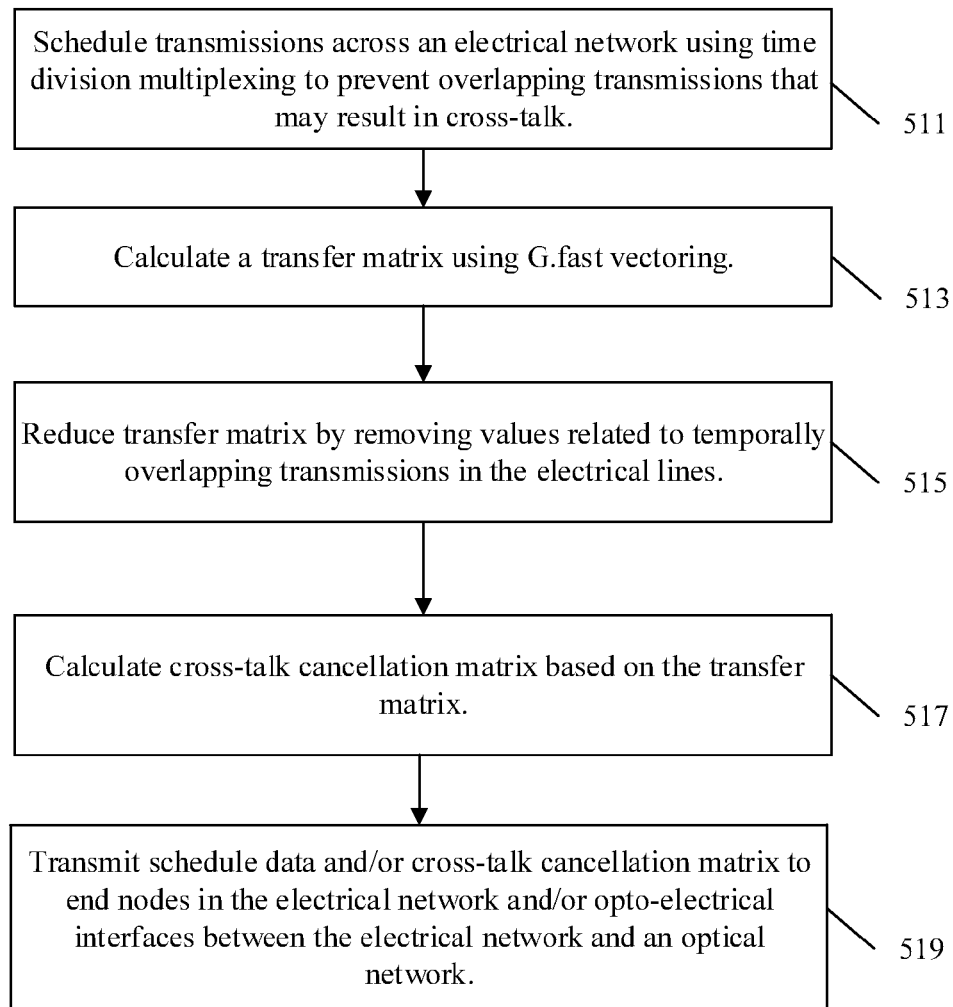 Schedule transmissions across an electrical network using time
division multiplexing to prevent overlapping transmissions that
may result in cross-talk.
511
Calculate a transfer matrix using G.fast vectoring.
513
Reduce transfer matrix by removing values related to temporally
overlapping transmissions in the electrical lines.
515
Calculate cross-talk cancellation matrix based on the transfer
matrix.
517
Transmit schedule data and/or cross-talk cancellation matrix to
end nodes in the electrical network and/or opto-electrical
interfaces between the electrical network and an optical
network.
519